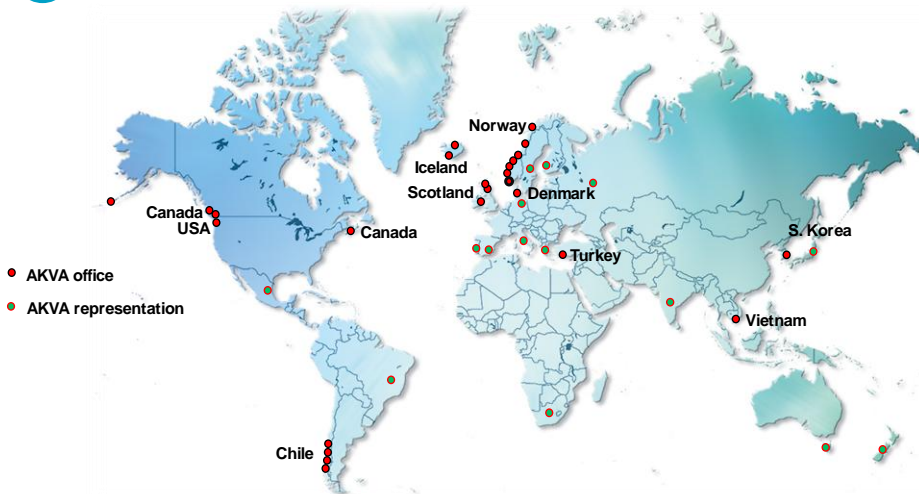 Norway
Iceland
Scotland
Denmark
Canada
USA
Canada
S. Korea
Turkey
AKVA office
AKVA representation
Vietnam
Chile